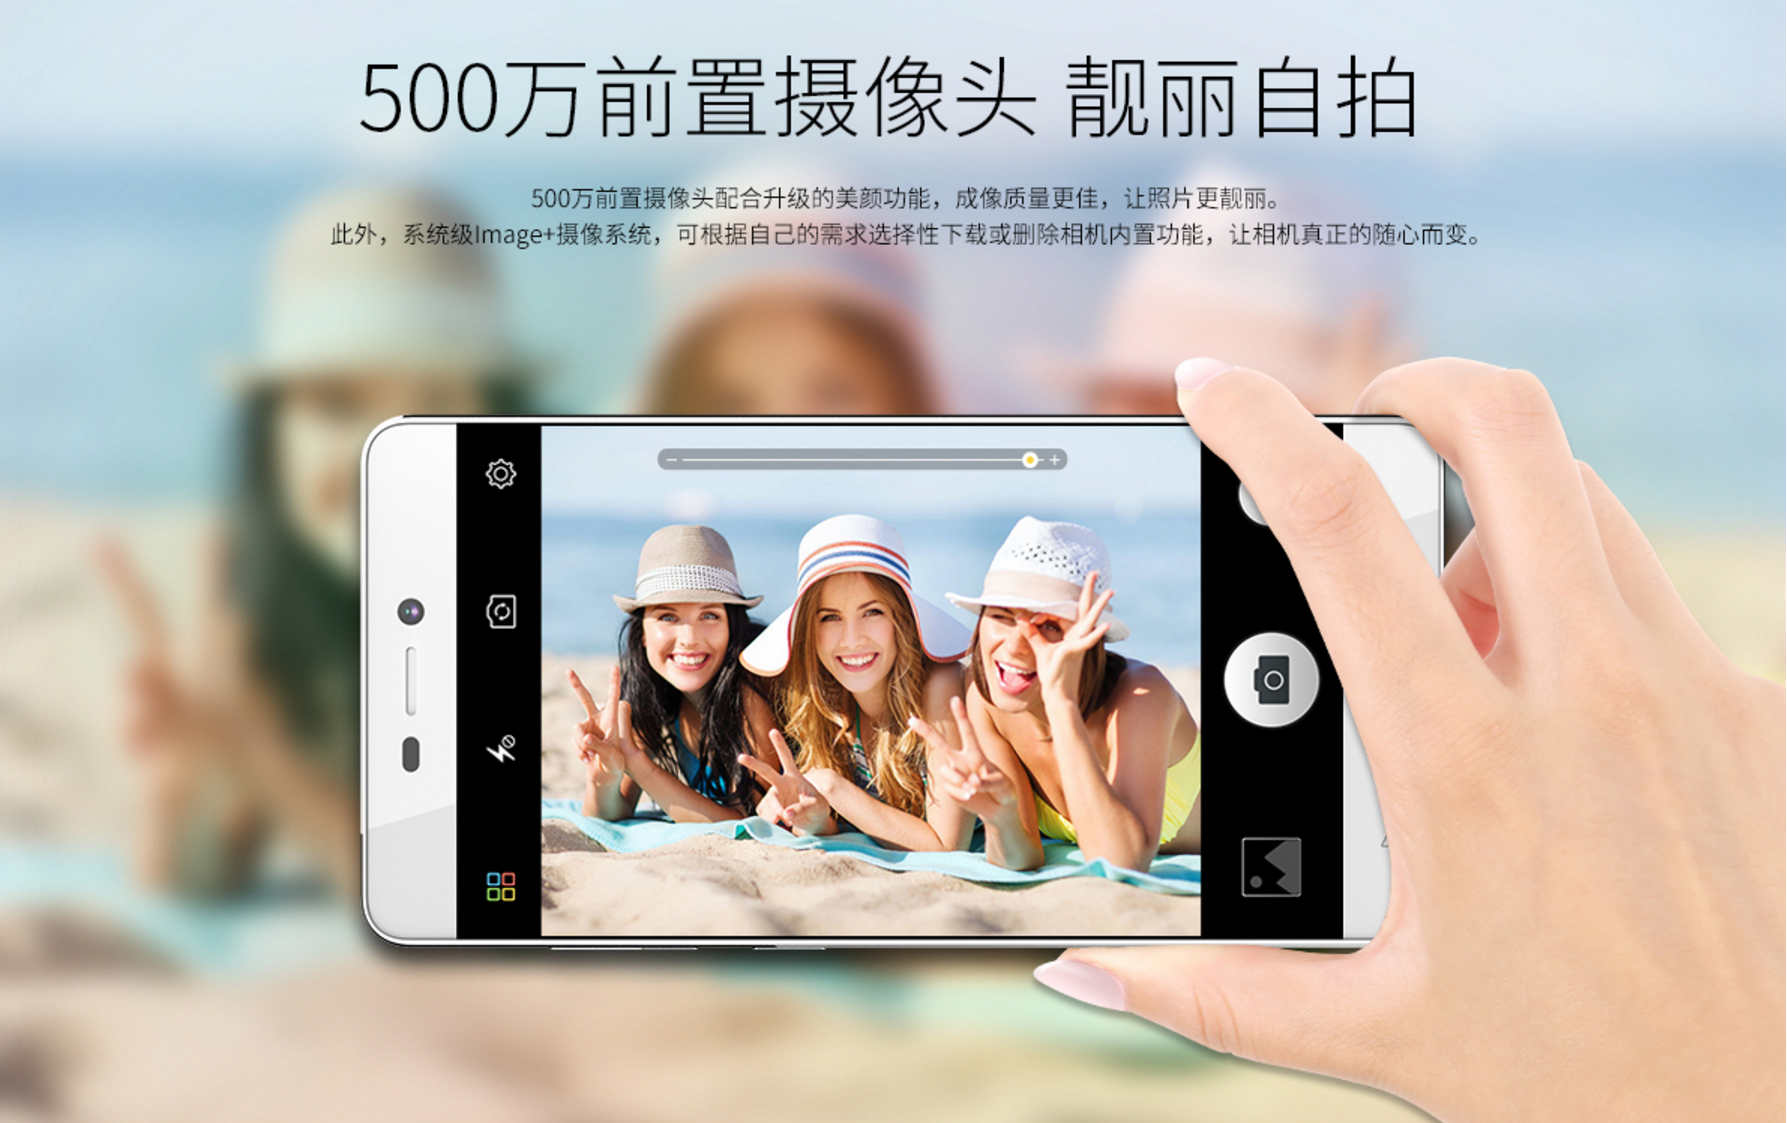 500万前置摄像头 靓丽自拍
500万前置摄像头配合升级的美颜功能，成像质量更佳，让照片更靓丽。
此外，系统级Image+摄像系统，可根据自己的需求选择性下载或删除相机内置功能，让相机真正的随心而变。